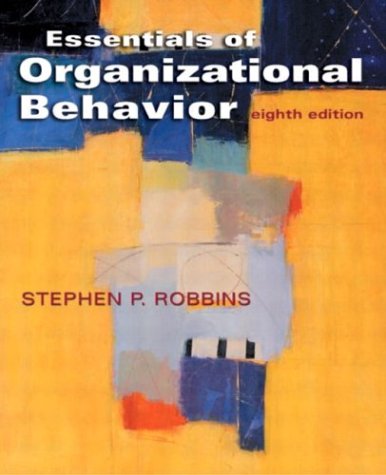 Essentials of
Organizational
Behavior eighth edition
STEPHEN P. ROBBINS